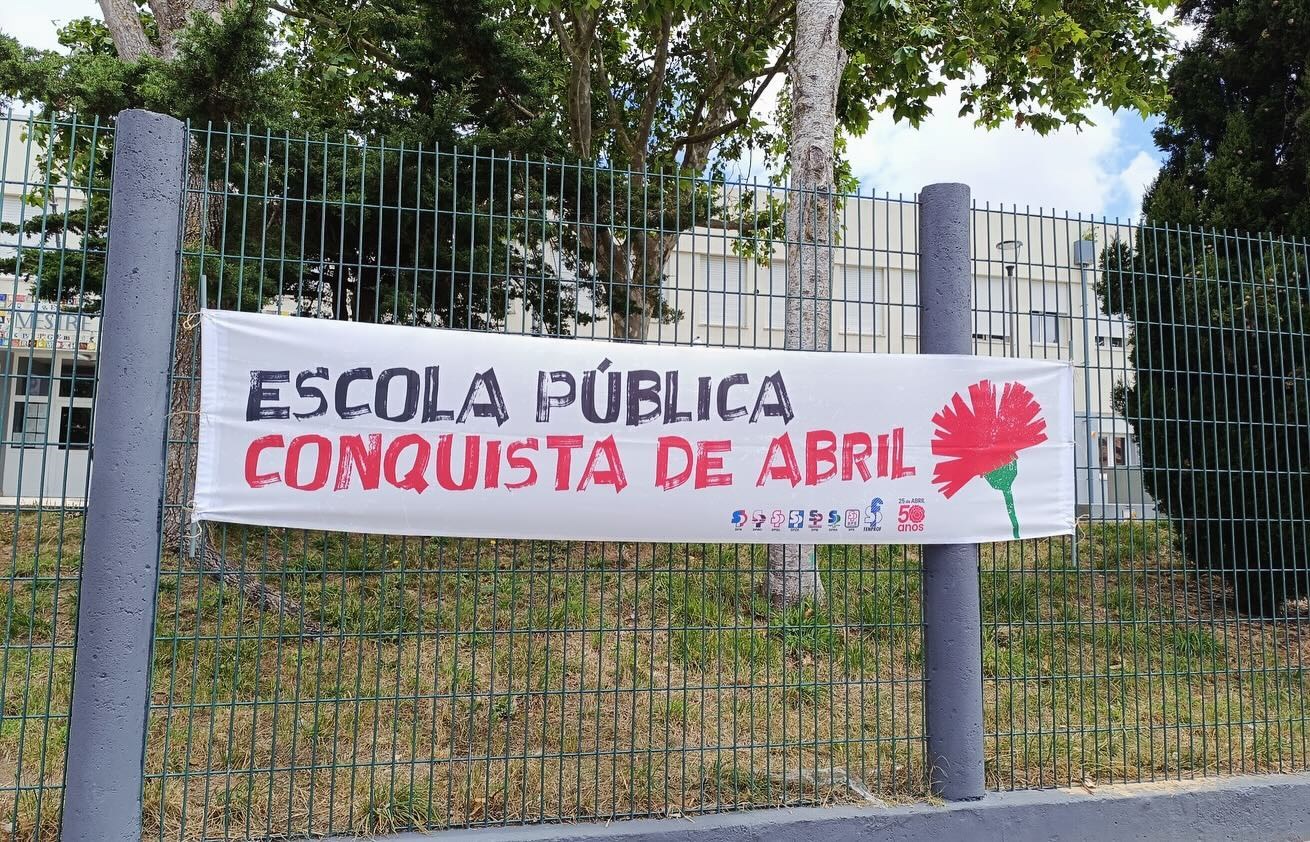 ESCOLA PÚBLICA
CONQUISTA DE ABRIL
FENPROF
25 de ABRIL
50
anos